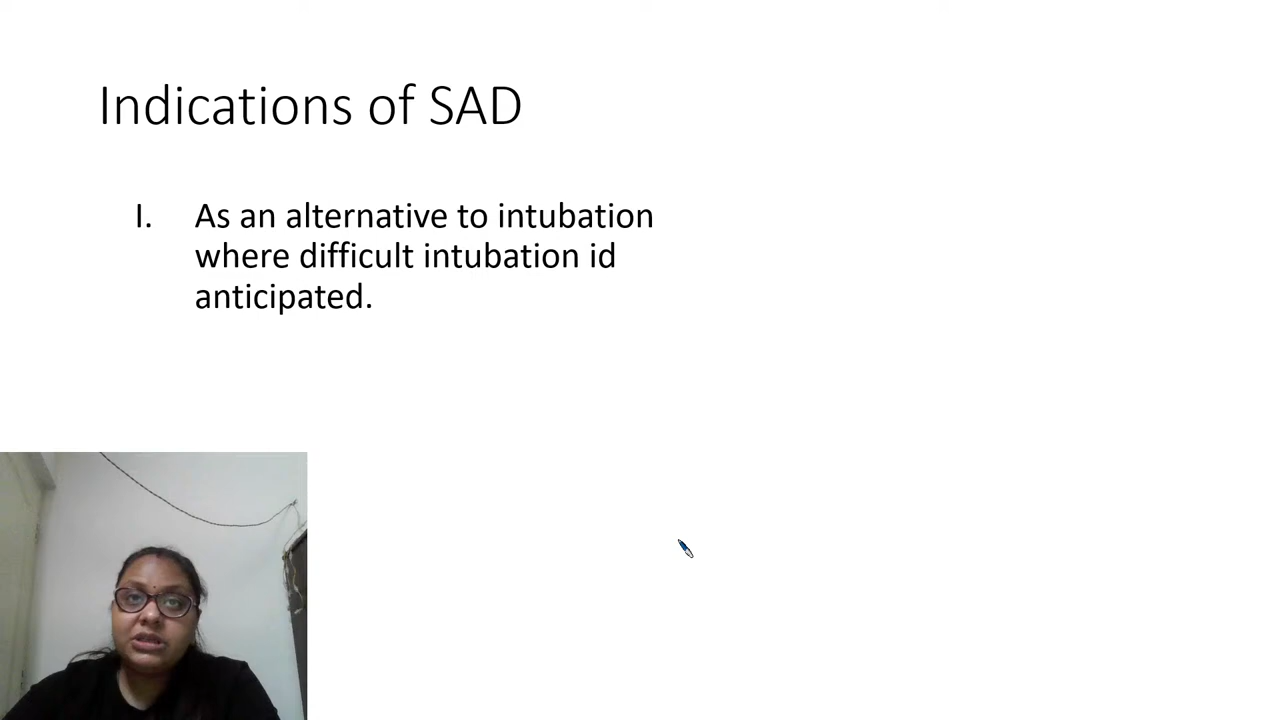 Indications of SAD
I. As an alternative to intubation
where difficult intubation id
anticipated.